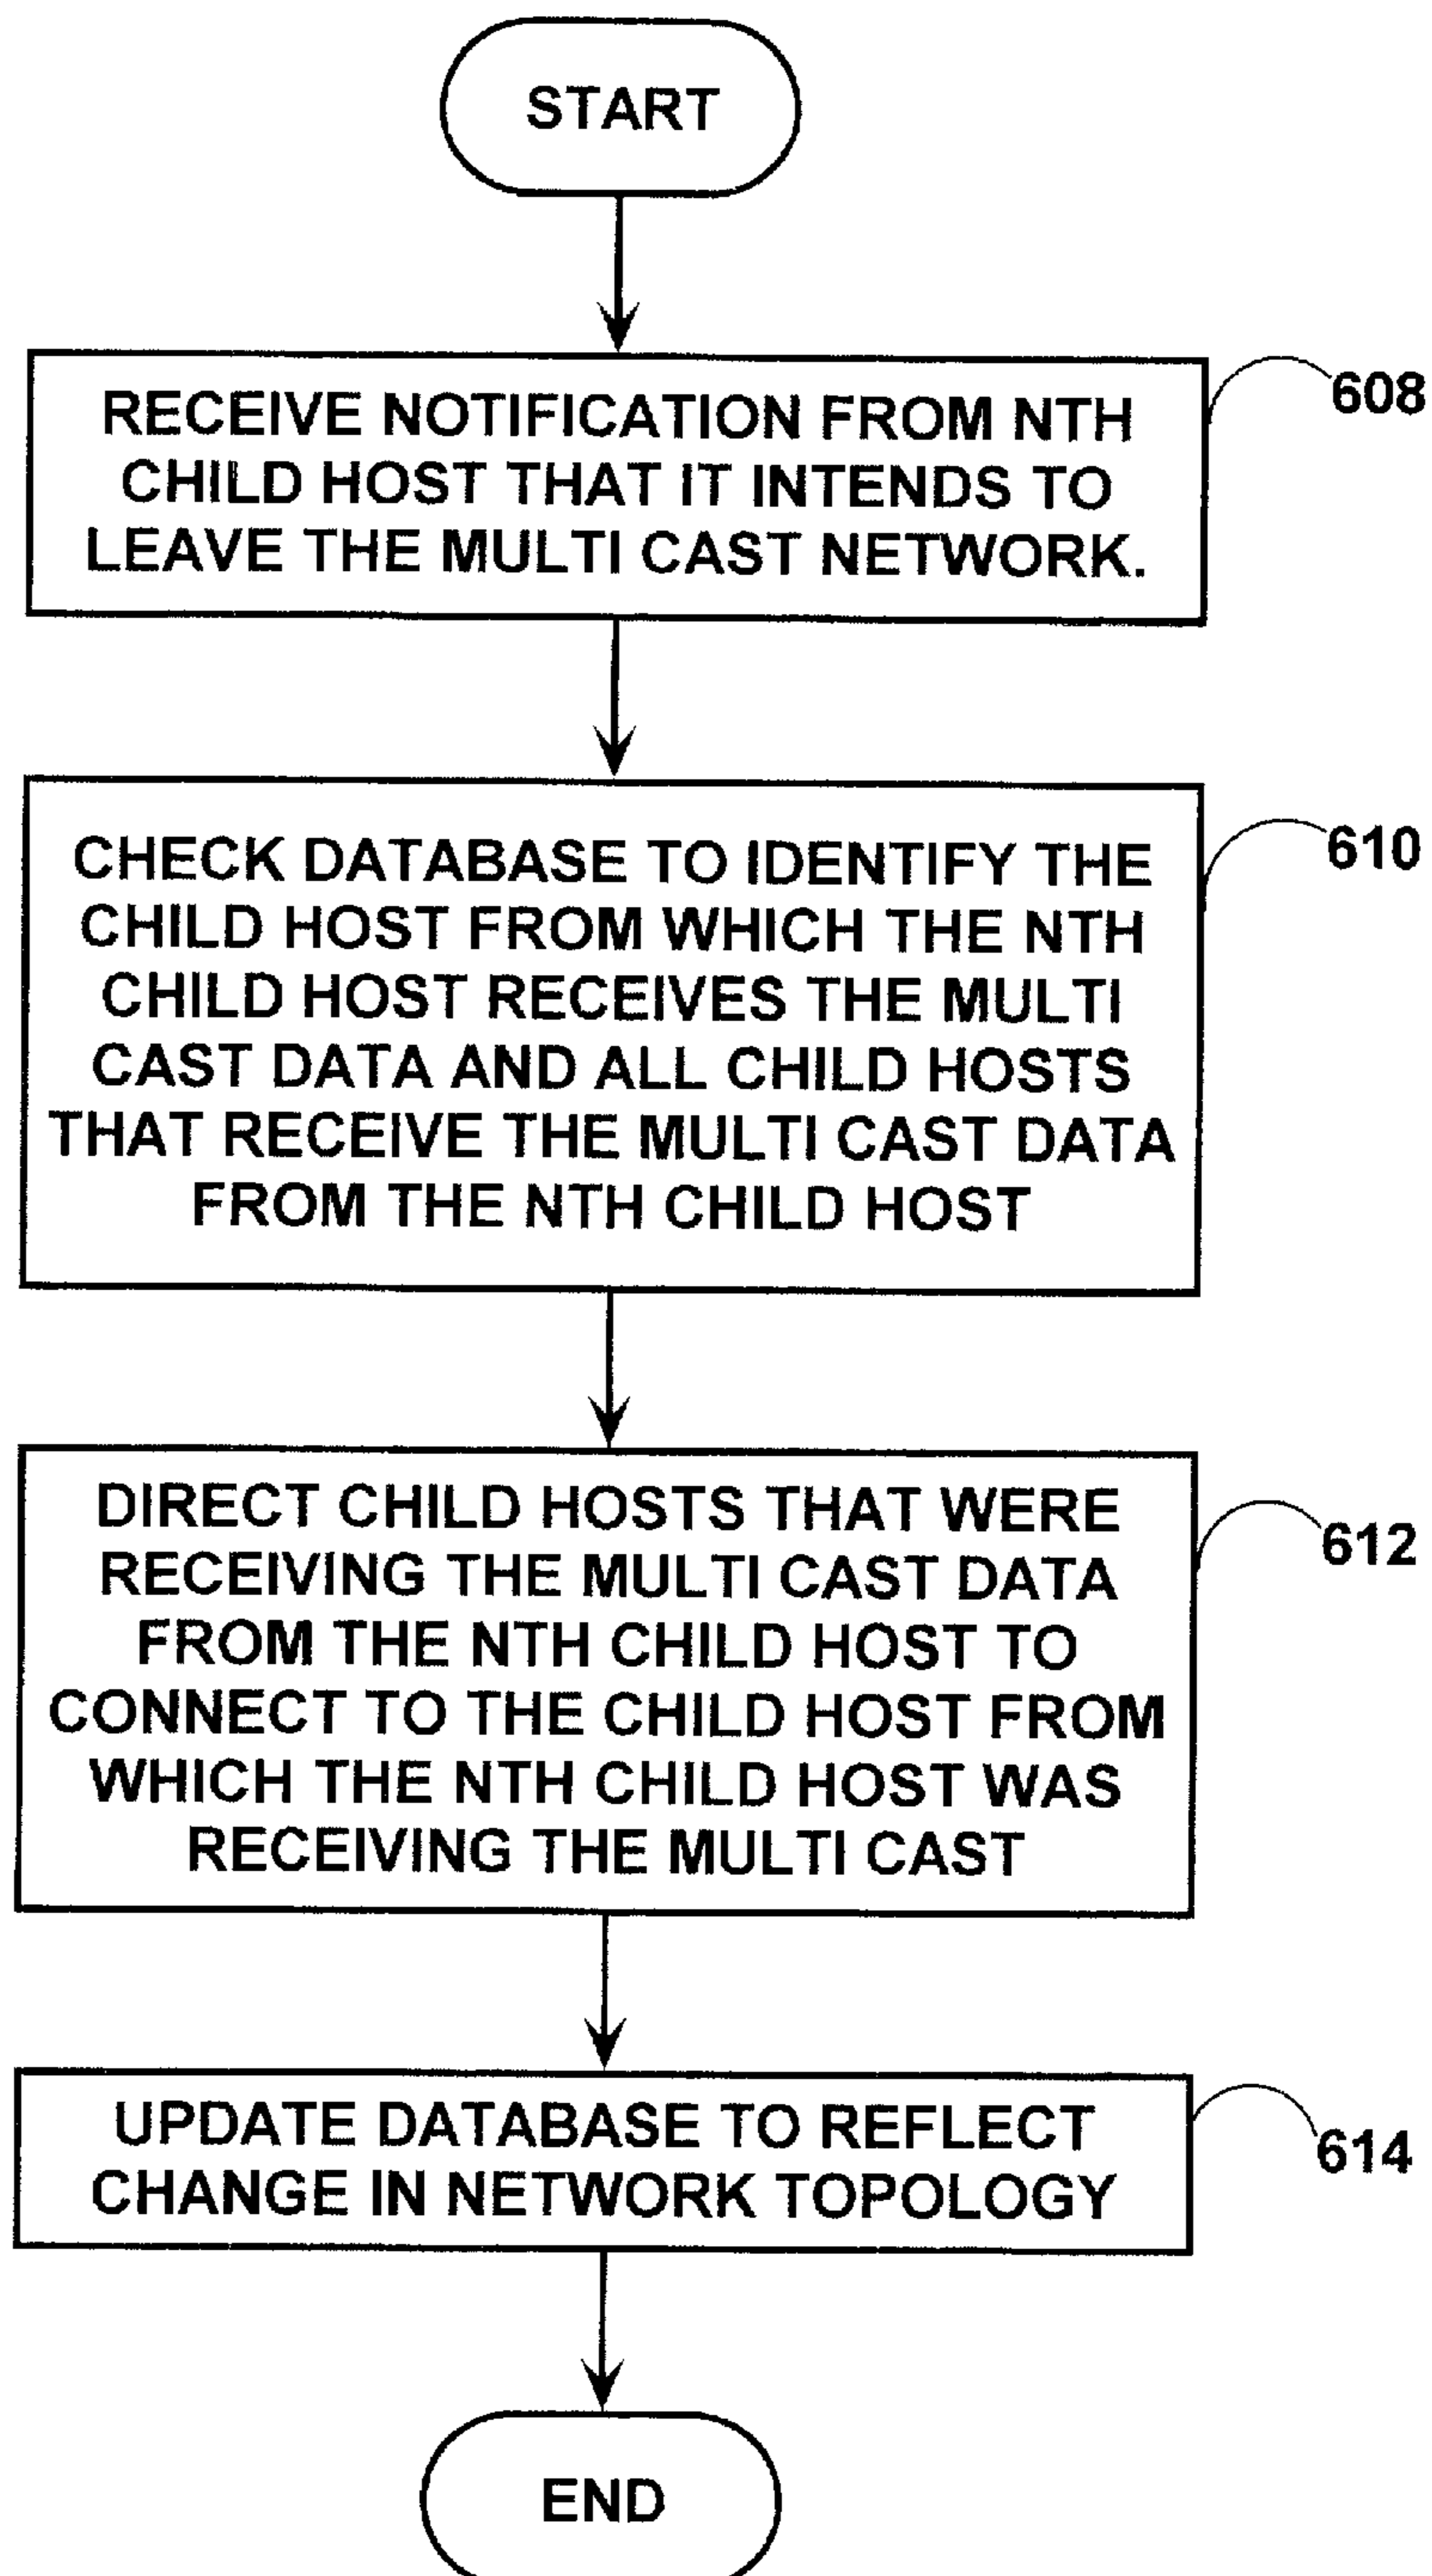 START
RECEIVE NOTIFICATION FROM NTH
CHILD HOST THAT IT INTENDS TO
LEAVE THE MULTI CAST NETWORK.
608
CHECK DATABASE TO IDENTIFY THE
CHILD HOST FROM WHICH THE NTH
CHILD HOST RECEIVES THE MULTI
CAST DATA AND ALL CHILD HOSTS
THAT RECEIVE THE MULTI CAST DATA
FROM THE NTH CHILD HOST
610
DIRECT CHILD HOSTS THAT WERE
RECEIVING THE MULTI CAST DATA
FROM THE NTH CHILD HOST TO
CONNECT TO THE CHILD HOST FROM
WHICH THE NTH CHILD HOST WAS
RECEIVING THE MULTI CAST
612
UPDATE DATABASE TO REFLECT
CHANGE IN NETWORK TOPOLOGY
614
END